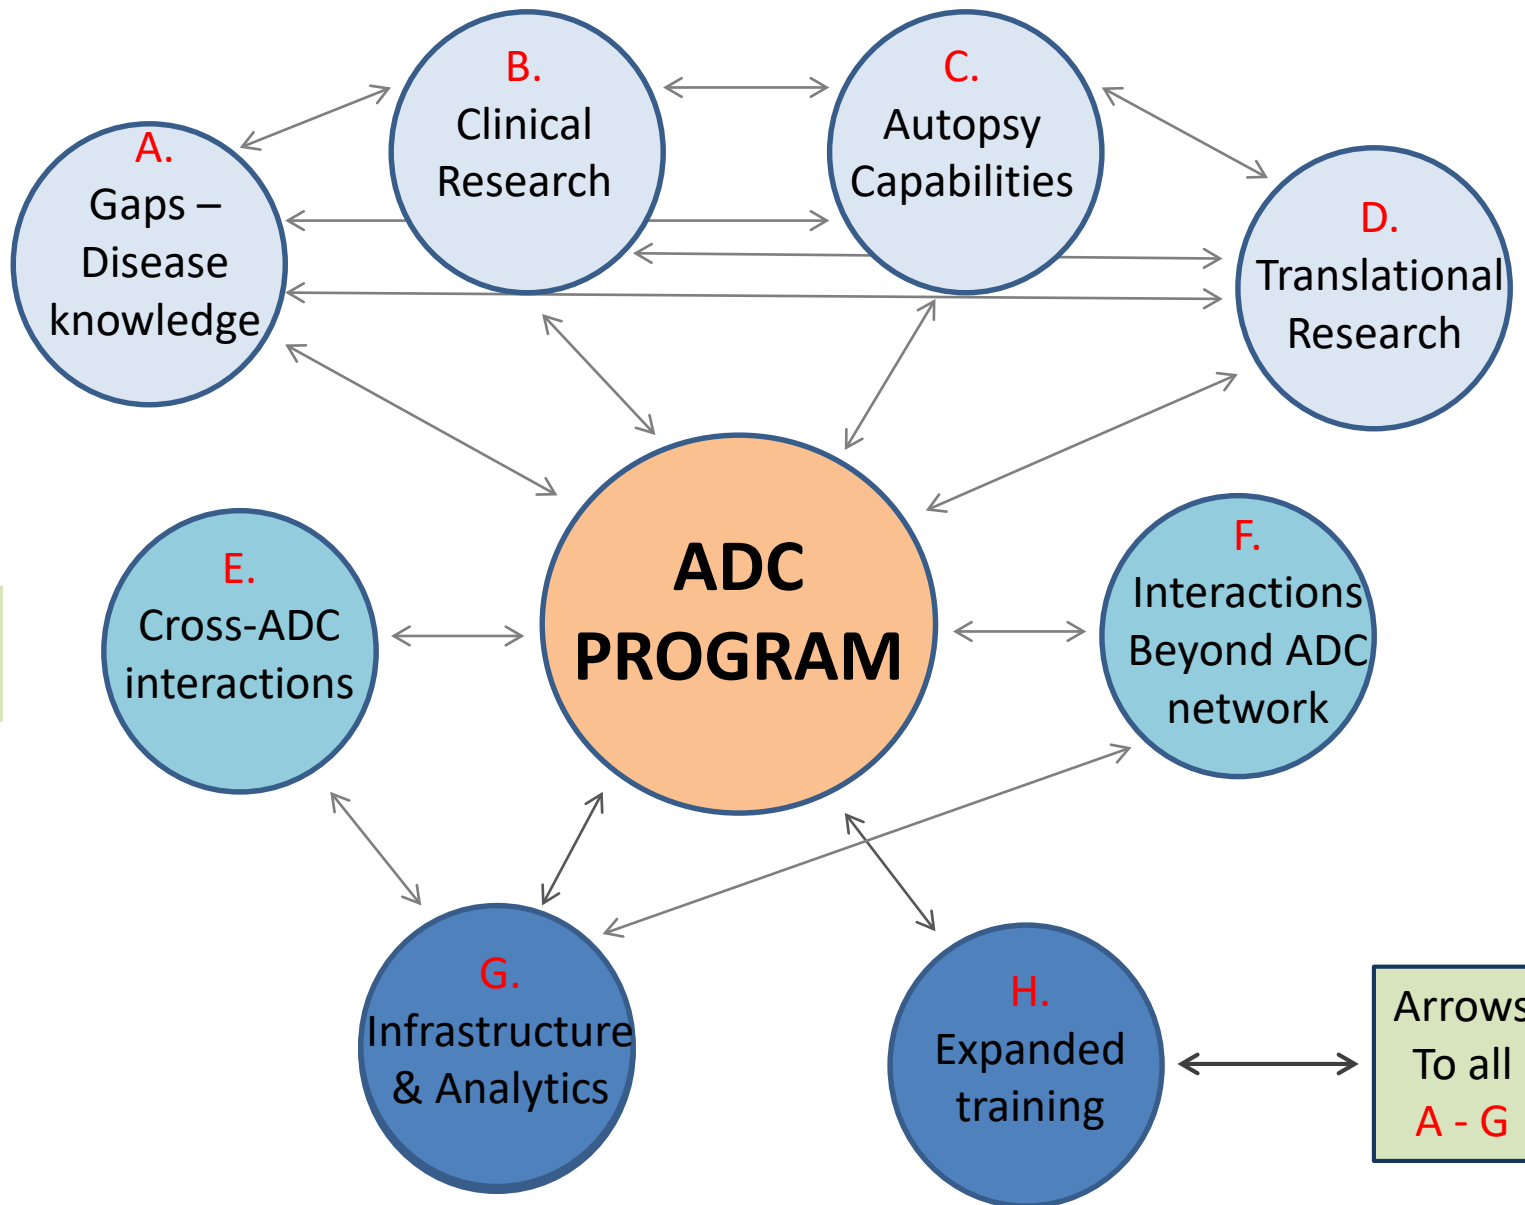 A.
Gaps –
Disease
knowledge
B.
Clinical
Research
C.
Autopsy
Capabilities
D.
Translational
Research
ADC
PROGRAM
E.
Cross-ADC
interactions
F.
Interactions
Beyond ADC
network
G.
Infrastructure
& Analytics
H.
Expanded
training
Arrows
To all
A - G